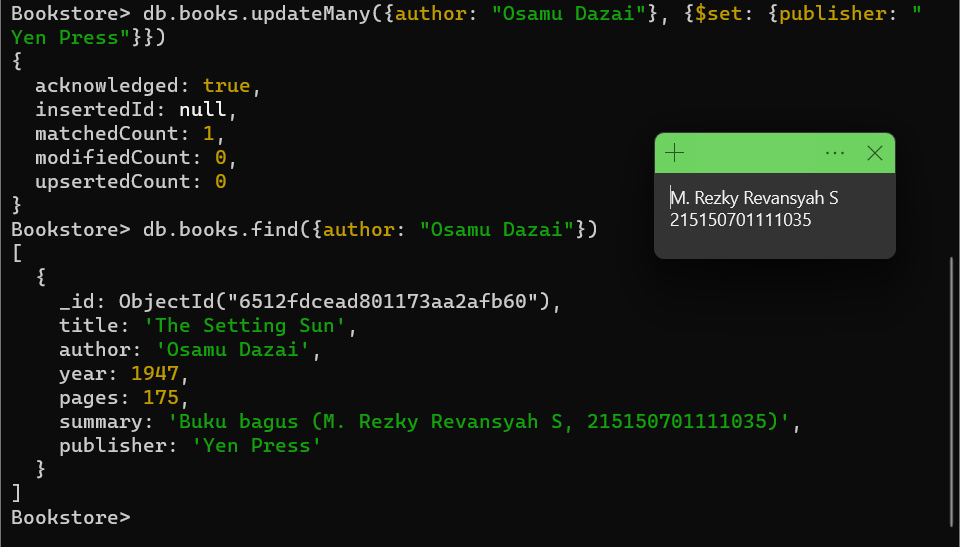 Bookstore> db.books.updateMany({author: "Osamu Dazai"}, {$set: {publisher: "
Yen Press"}})
{
  acknowledged: true,
  insertedId: null,
  matchedCount: 1,
  modifiedCount: 0,
  upsertedCount: 0
}
Bookstore> db.books.find({author: "Osamu Dazai"})
[
  {
    _id: ObjectId("6512fdcead801173aa2afb60"),
    title: 'The Setting Sun',
    author: 'Osamu Dazai',
    year: 1947,
    pages: 175,
    summary: 'Buku bagus (M. Rezky Revansyah S, 215150701111035)',
    publisher: 'Yen Press'
  }
]
Bookstore>
M. Rezky Revansyah S
215150701111035